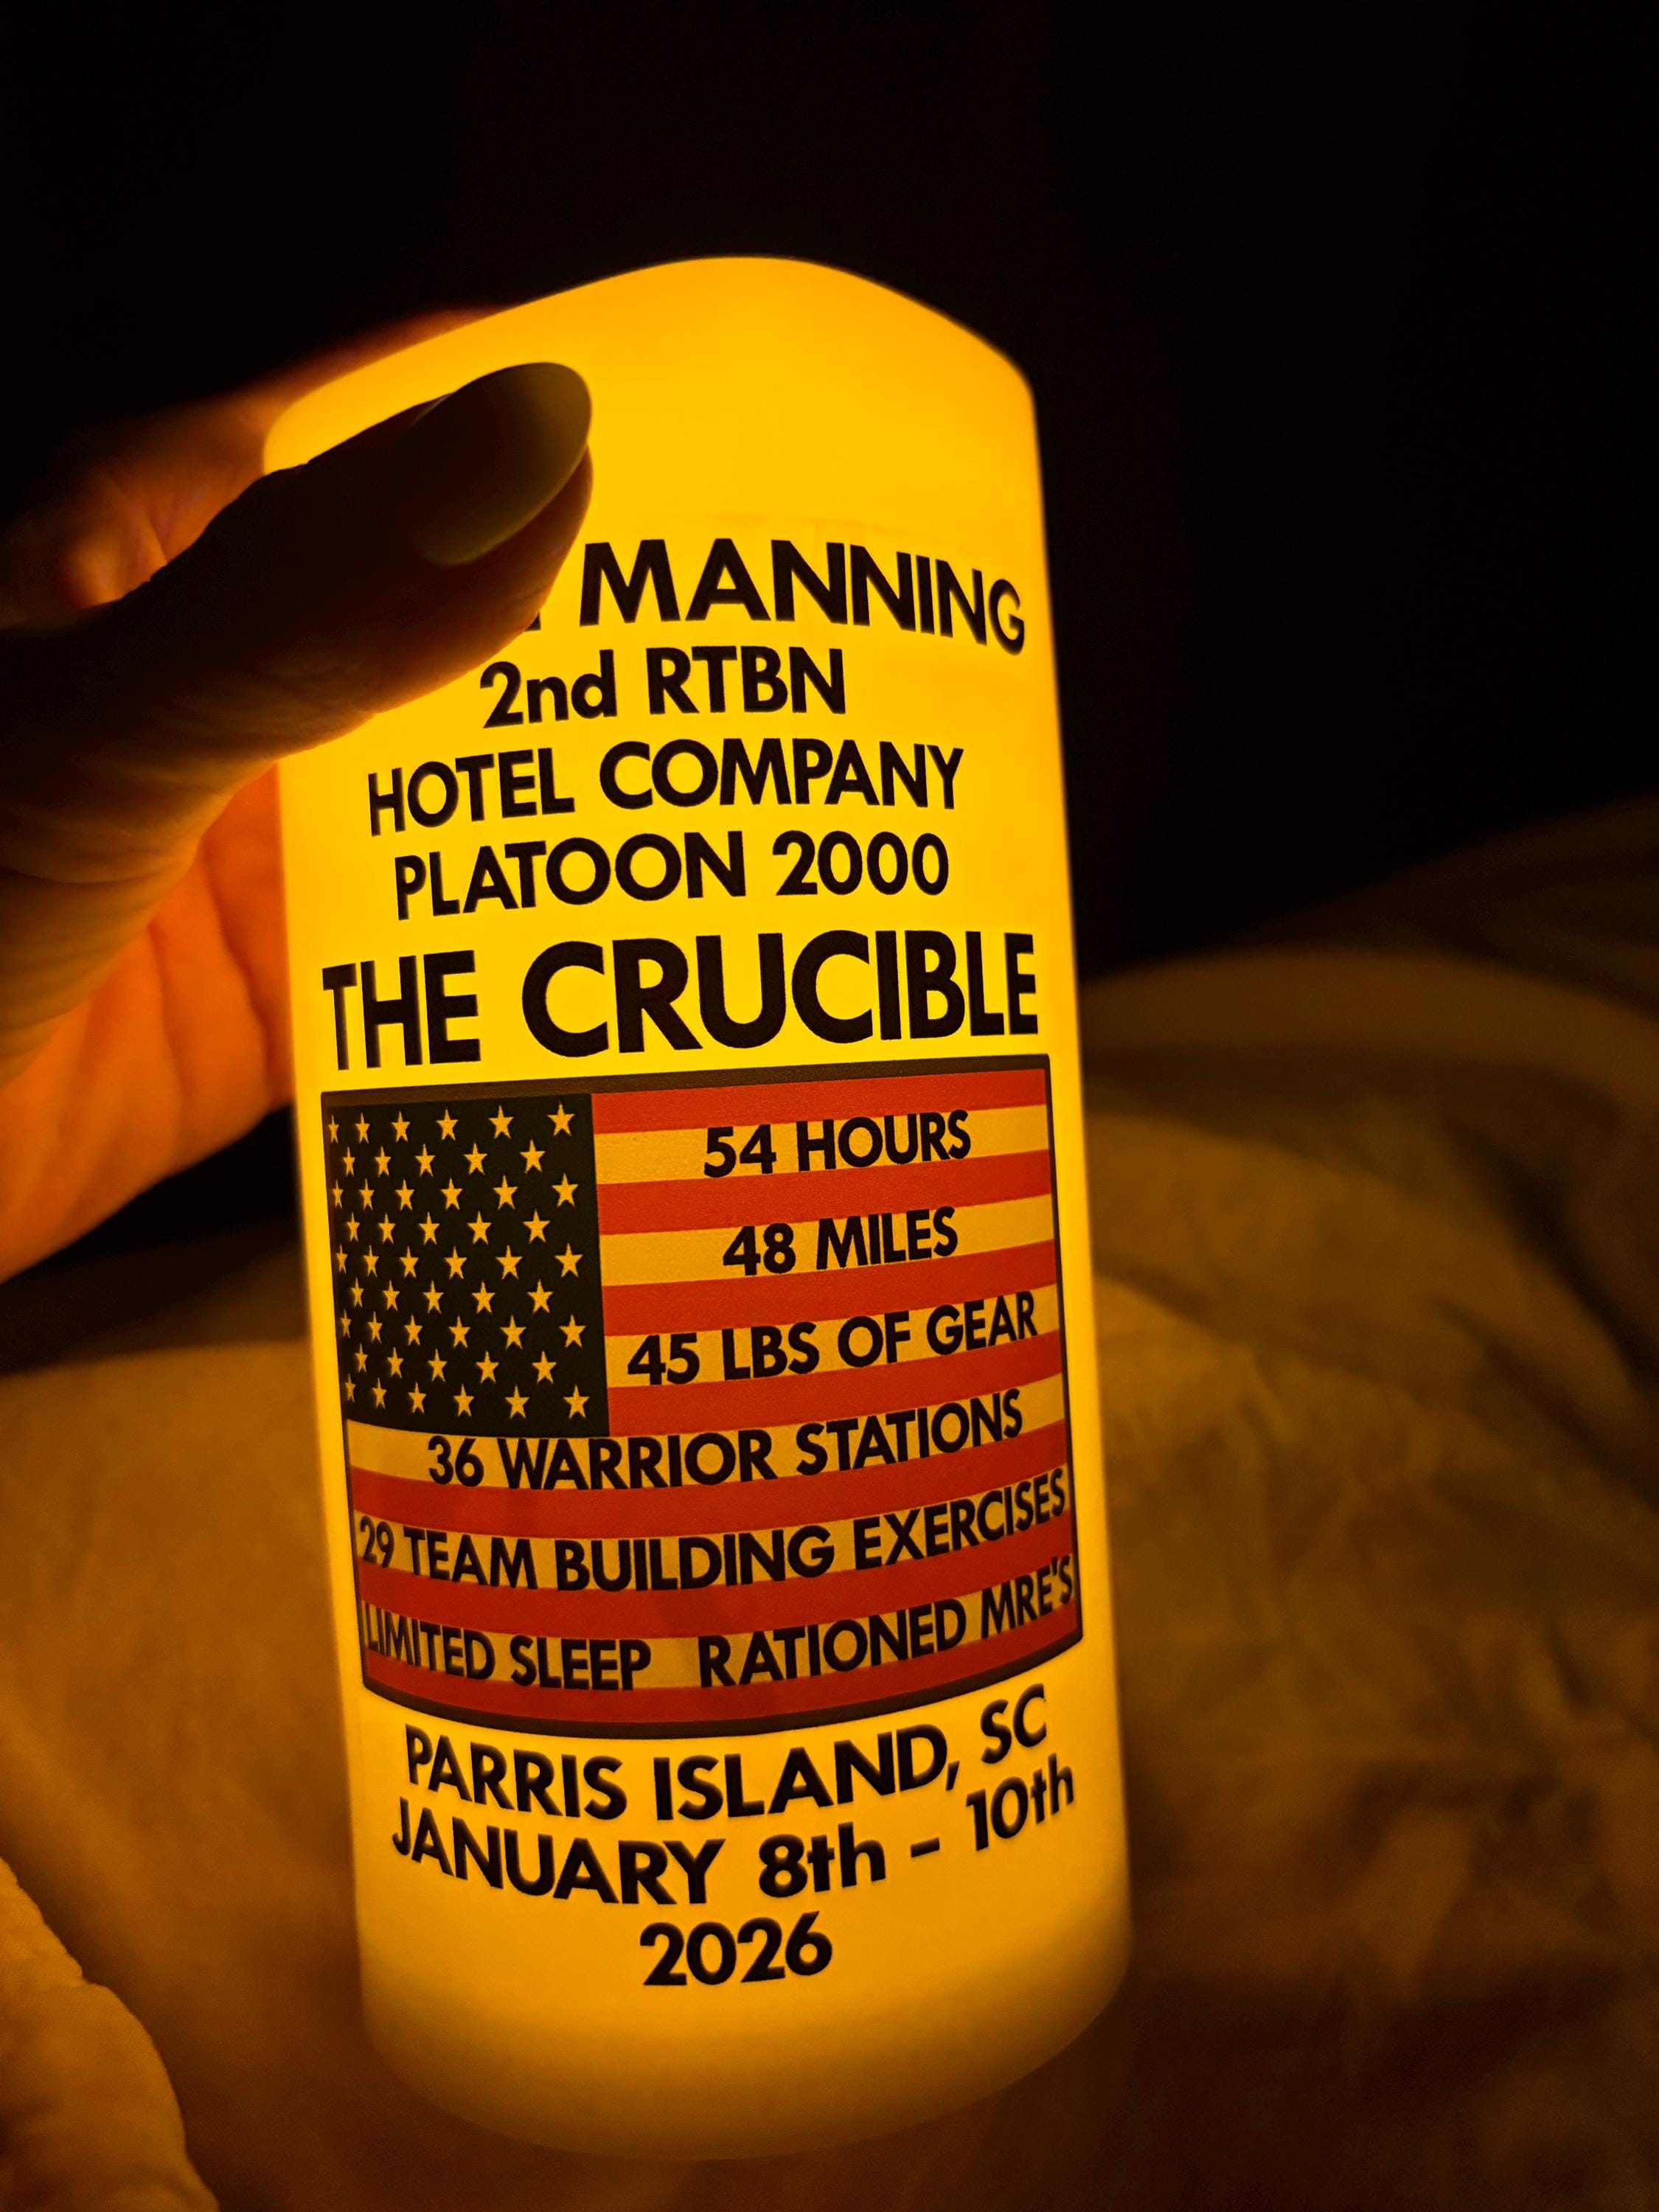 MANNING
2nd RTBN
HOTEL COMPANY
PLATOON 2000
THE CRUCIBLE
54 HOURS
48 MILES
45 LBS OF GEAR
36 WARRIOR STATIONS
29 TEAM BUILDING EXERCISES
LIMITED SLEEP RATIONED MRE'S
PARRIS ISLAND, SC
JANUARY 8th - 10th
2026